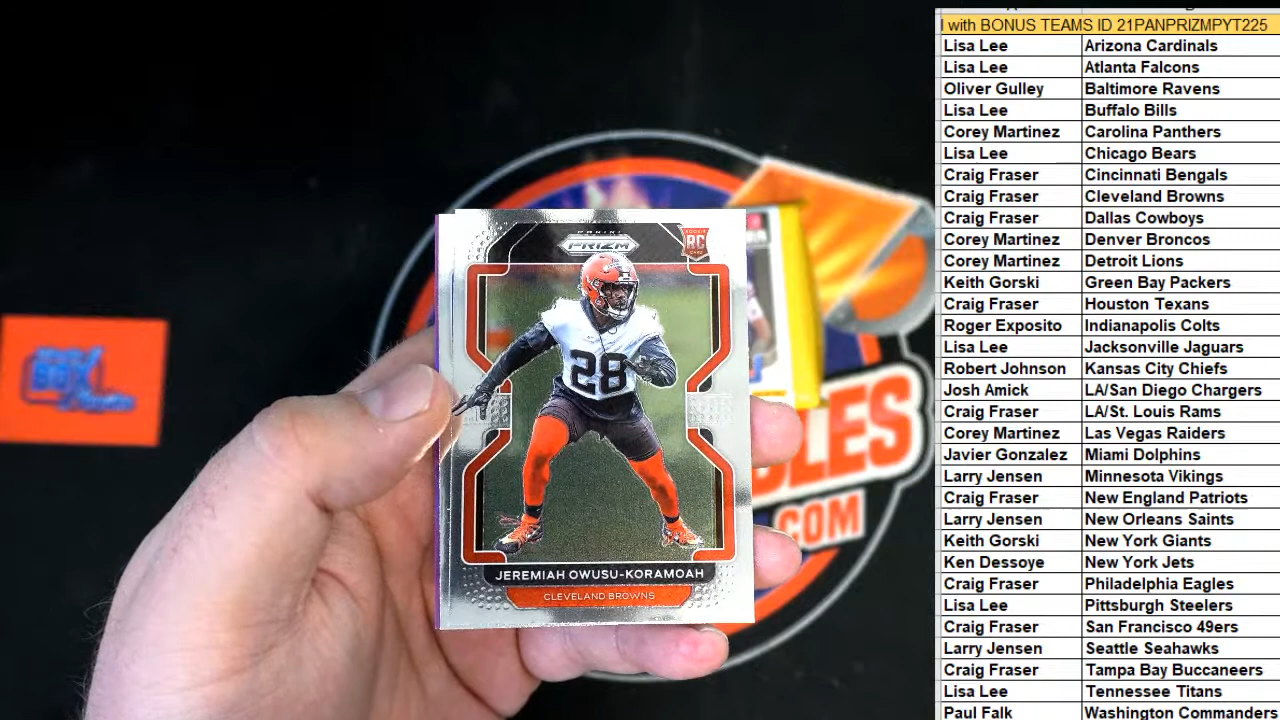 PANINI
PRIZM
ROOKIE
RC
CARD
28
JEREMIAH OWUSU-KORAMOAH
CLEVELAND BROWNS
BOX
BLES
.COM
with BONUS TEAMS ID 21PANPRIZMPYT225
Lisa Lee Arizona Cardinals
Lisa Lee Atlanta Falcons
Oliver Gulley Baltimore Ravens
Lisa Lee Buffalo Bills
Corey Martinez Carolina Panthers
Lisa Lee Chicago Bears
Craig Fraser Cincinnati Bengals
Craig Fraser Cleveland Browns
Craig Fraser Dallas Cowboys
Corey Martinez Denver Broncos
Corey Martinez Detroit Lions
Keith Gorski Green Bay Packers
Craig Fraser Houston Texans
Roger Exposito Indianapolis Colts
Lisa Lee Jacksonville Jaguars
Robert Johnson Kansas City Chiefs
Josh Amick LA/San Diego Chargers
Craig Fraser LA/St. Louis Rams
Corey Martinez Las Vegas Raiders
Javier Gonzalez Miami Dolphins
Larry Jensen Minnesota Vikings
Craig Fraser New England Patriots
Larry Jensen New Orleans Saints
Keith Gorski New York Giants
Ken Dessoye New York Jets
Craig Fraser Philadelphia Eagles
Lisa Lee Pittsburgh Steelers
Craig Fraser San Francisco 49ers
Larry Jensen Seattle Seahawks
Craig Fraser Tampa Bay Buccaneers
Lisa Lee Tennessee Titans
Paul Falk Washington Commanders